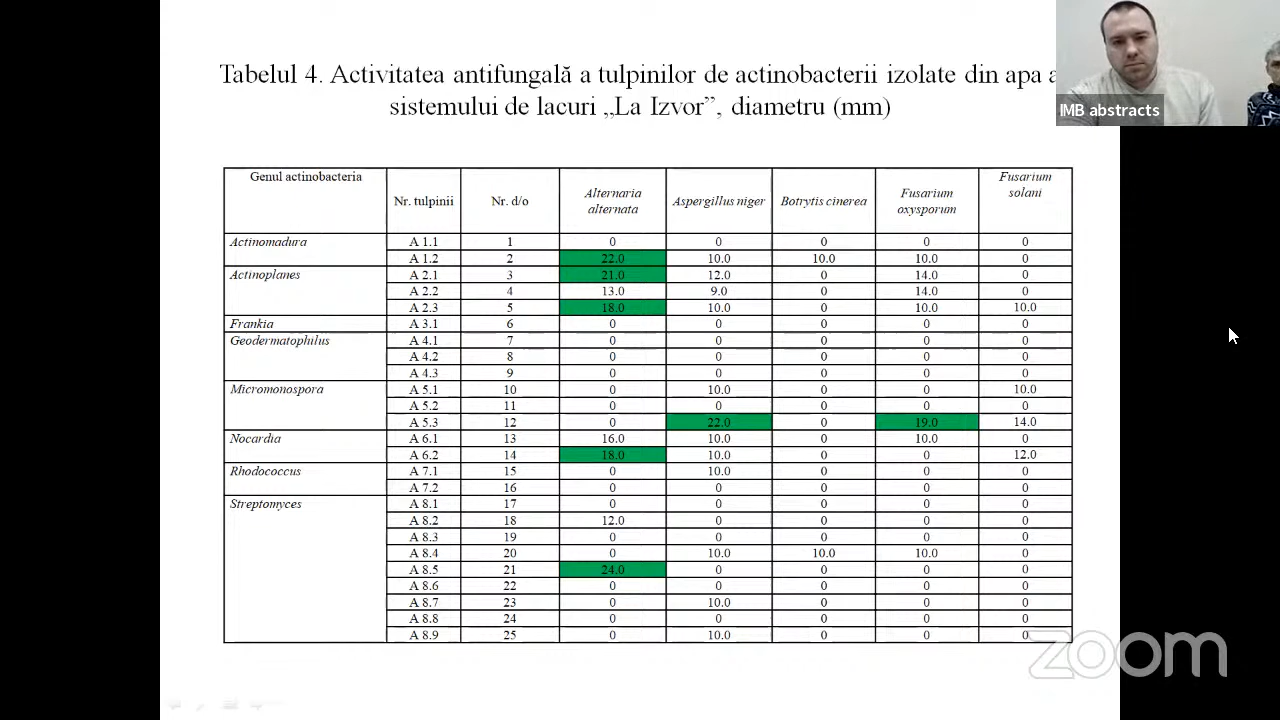 Tabelul 4. Activitatea antifungală a tulpinilor de actinobacterii izolate din apa a
sistemului de lacuri „La Izvor”, diametru (mm)
IMB abstracts
Genul actinobacteria Nr. tulpinii Nr. d/o Alternaria alternata Aspergillus niger Botrytis cinerea Fusarium oxysporum Fusarium solani
Actinomadura A 1.1 1 0 0 0 0 0
A 1.2 2 22.0 10.0 10.0 10.0 0
Actinoplanes A 2.1 3 21.0 12.0 0 14.0 0
A 2.2 4 13.0 9.0 0 14.0 0
A 2.3 5 18.0 10.0 0 10.0 10.0
Frankia A 3.1 6 0 0 0 0 0
Geodermatophilus A 4.1 7 0 0 0 0 0
A 4.2 8 0 0 0 0 0
A 4.3 9 0 0 0 0 0
Micromonospora A 5.1 10 0 10.0 0 0 10.0
A 5.2 11 0 0 0 0 0
A 5.3 12 0 22.0 0 19.0 14.0
Nocardia A 6.1 13 16.0 10.0 0 10.0 0
A 6.2 14 18.0 10.0 0 0 12.0
Rhodococcus A 7.1 15 0 10.0 0 0 0
A 7.2 16 0 0 0 0 0
Streptomyces A 8.1 17 0 0 0 0 0
A 8.2 18 12.0 0 0 0 0
A 8.3 19 0 0 0 0 0
A 8.4 20 0 10.0 10.0 10.0 0
A 8.5 21 24.0 0 0 0 0
A 8.6 22 0 0 0 0 0
A 8.7 23 0 10.0 0 0 0
A 8.8 24 0 0 0 0 0
A 8.9 25 0 10.0 0 0 0
zoom